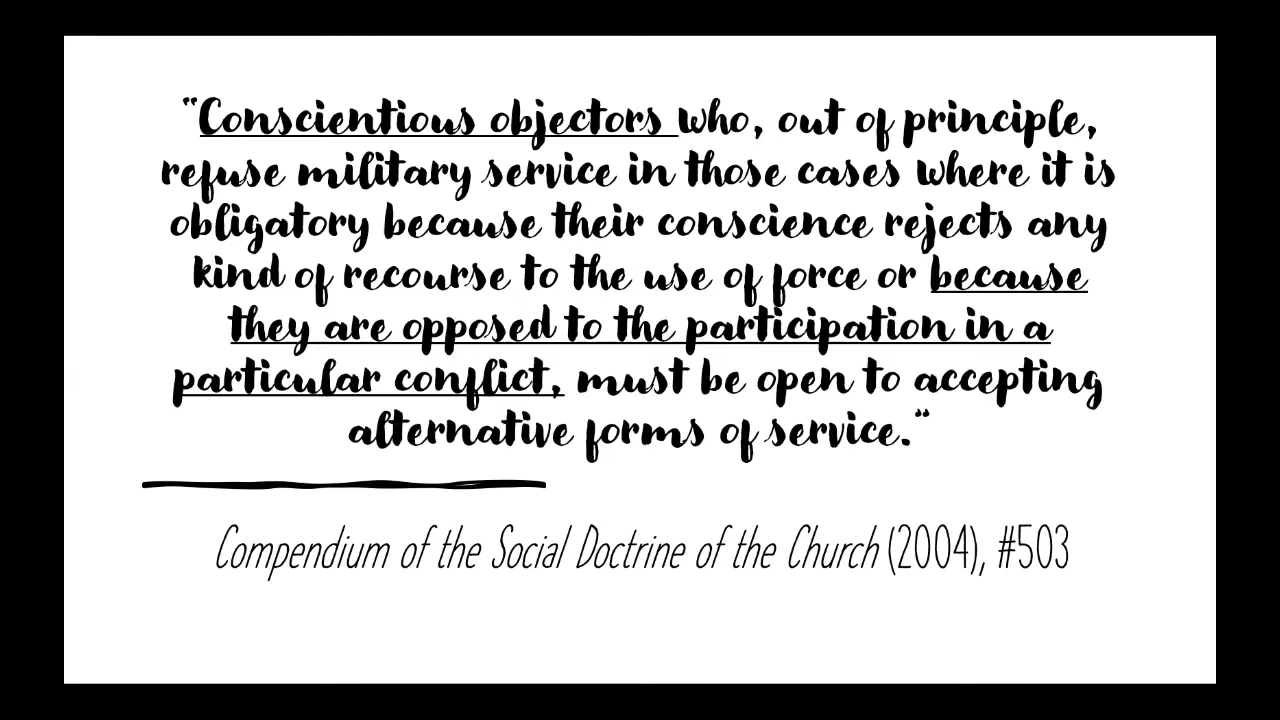 “Conscientious objectors who, out of principle,
refuse military service in those cases where it is
obligatory because their conscience rejects any
kind of recourse to the use of force or because
they are opposed to the participation in a
particular conflict, must be open to accepting
alternative forms of service.”
Compendium of the Social Doctrine of the Church (2004), #503